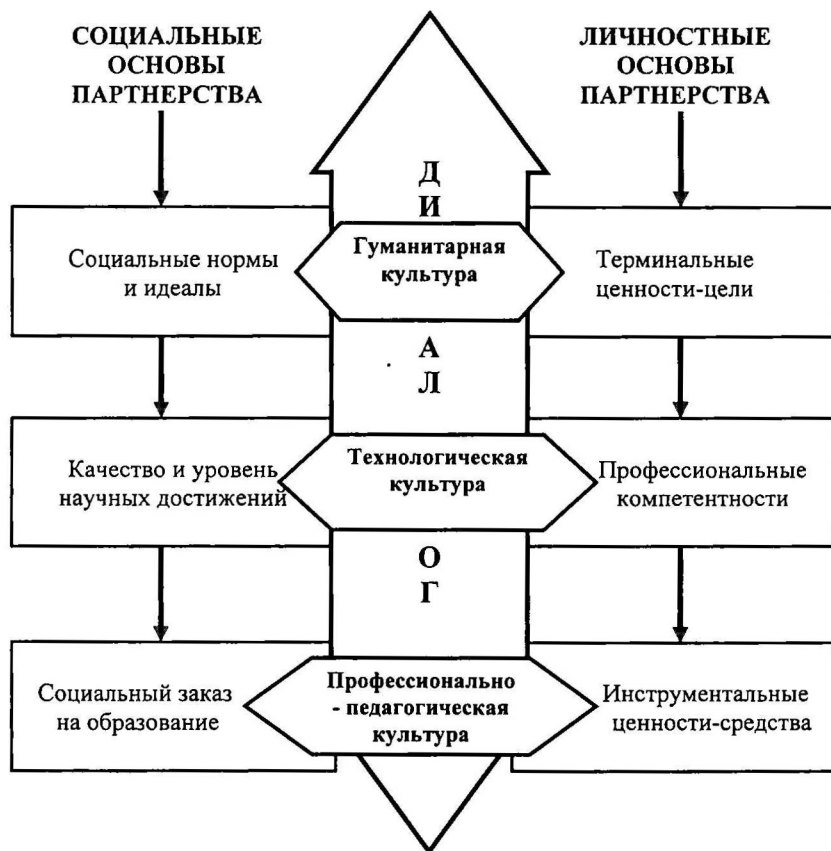 СОЦИАЛЬНЫЕ
ОСНОВЫ
ПАРТНЕРСТВА
ЛИЧНОСТНЫЕ
ОСНОВЫ
ПАРТНЕРСТВА
Д
И
Социальные нормы
и идеалы
Гуманитарная
культура
Терминальные
ценности-цели
А
Л
Качество и уровень
научных достижений
Технологическая
культура
Профессиональные
компетентности
О
Г
Социальный заказ
на образование
Профессионально
- педагогическая
культура
Инструментальные
ценности-средства